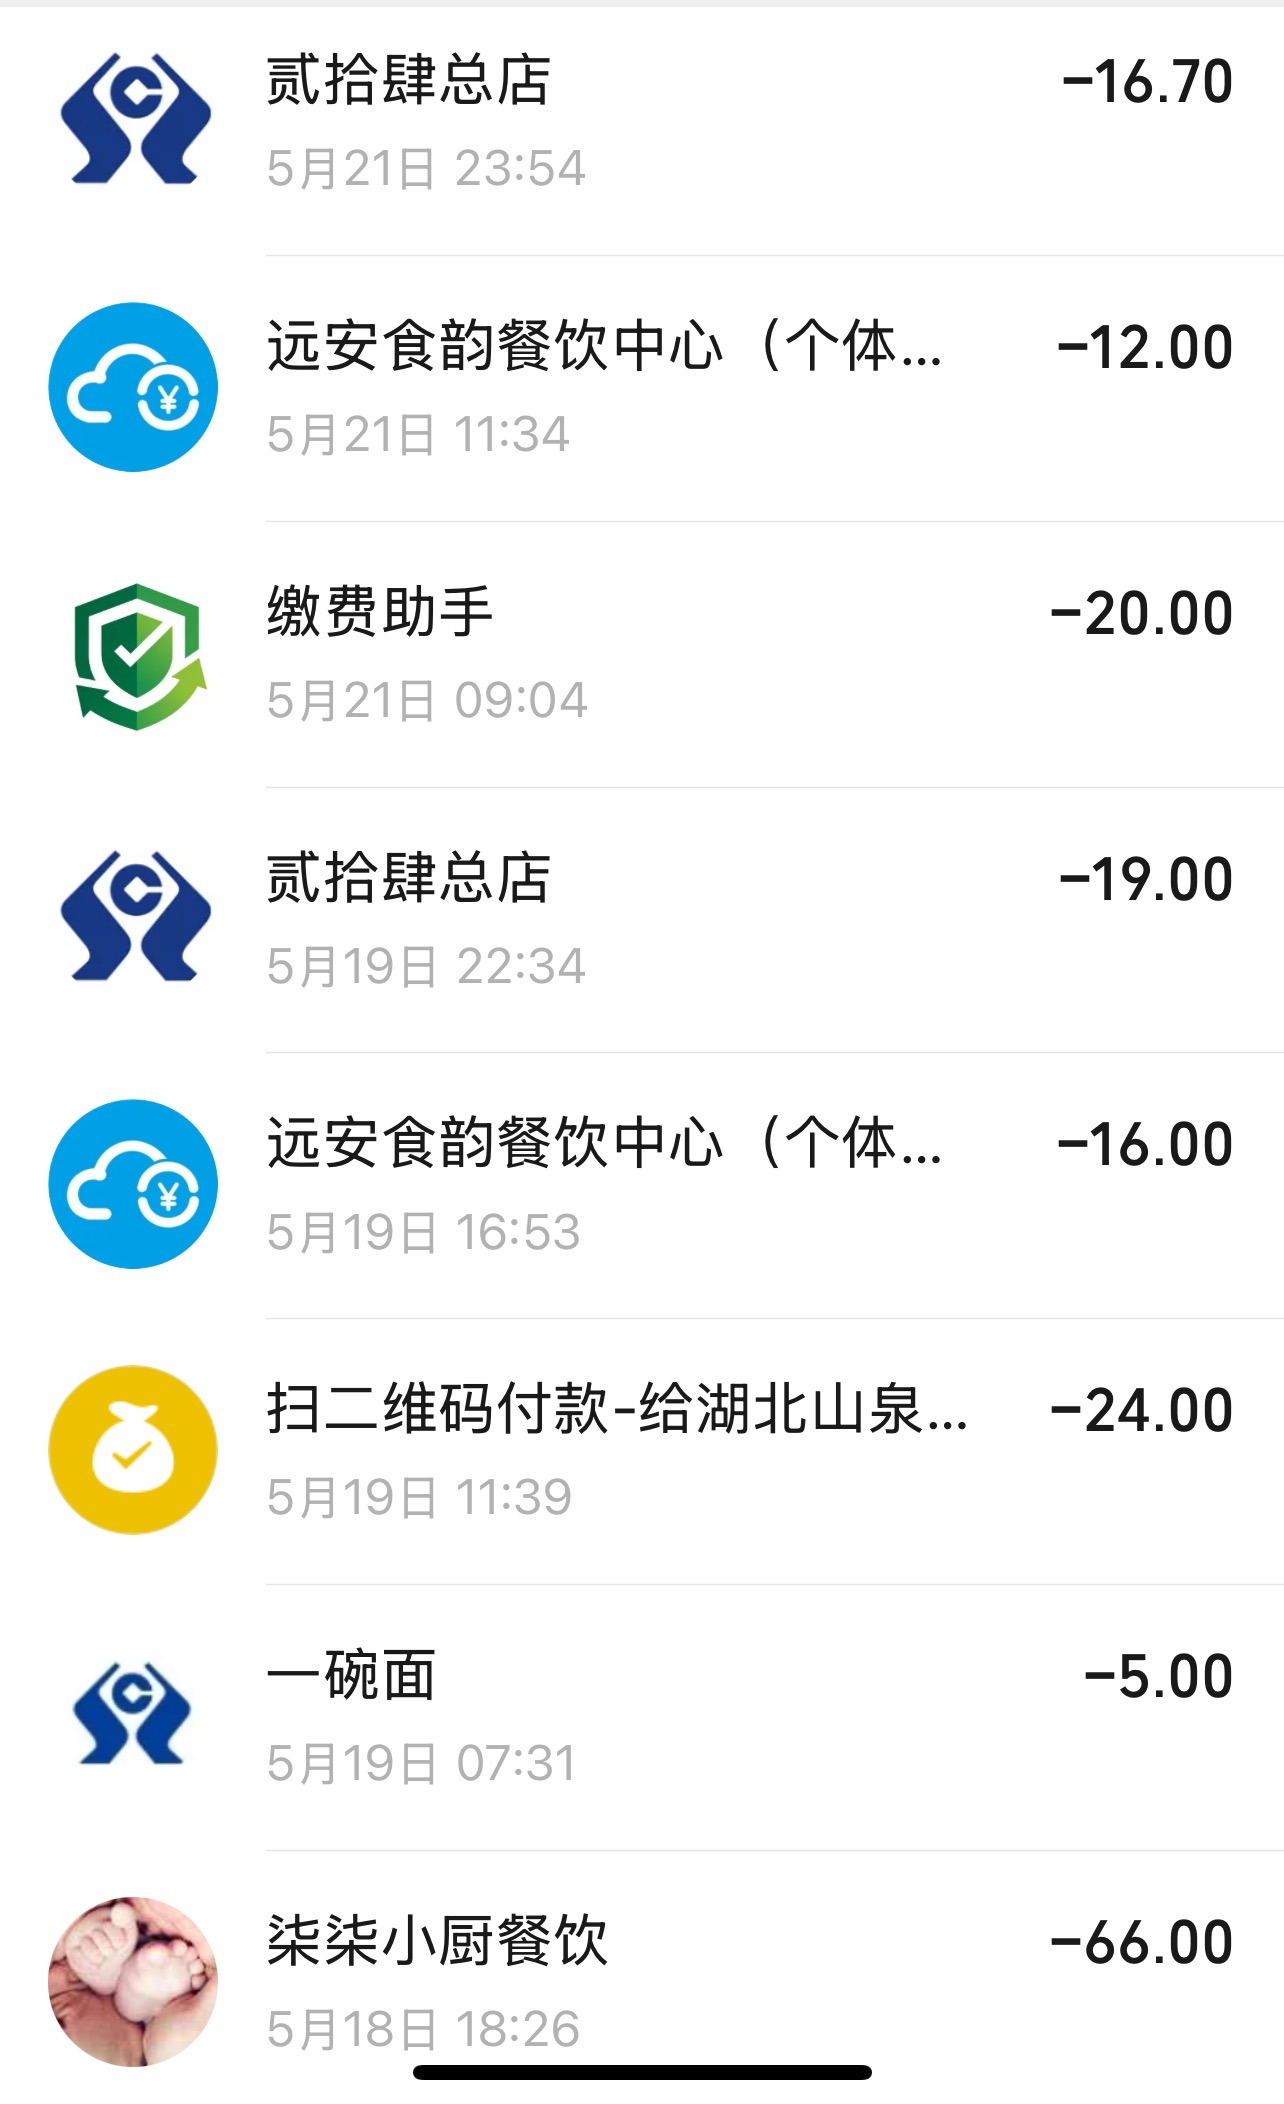 贰拾肆总店 -16.70
5月21日 23:54
远安食韵餐饮中心（个体... -12.00
5月21日 11:34
缴费助手 -20.00
5月21日 09:04
贰拾肆总店 -19.00
5月19日 22:34
远安食韵餐饮中心（个体... -16.00
5月19日 16:53
扫二维码付款-给湖北山泉... -24.00
5月19日 11:39
一碗面 -5.00
5月19日 07:31
柒柒小厨餐饮 -66.00
5月18日 18:26